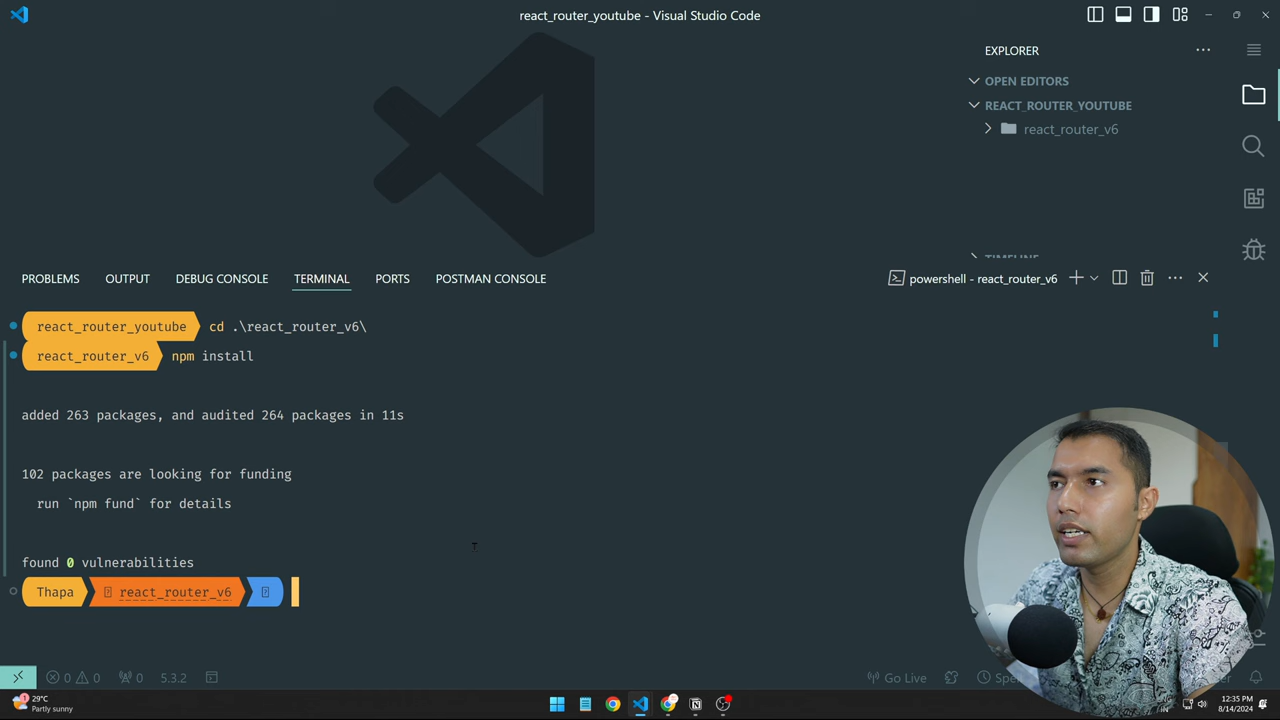 react_router_youtube - Visual Studio Code
EXPLORER
OPEN EDITORS
REACT_ROUTER_YOUTUBE
react_router_v6
TIMELINE
PROBLEMS OUTPUT DEBUG CONSOLE TERMINAL PORTS POSTMAN CONSOLE
powershell - react_router_v6
react_router_youtube cd .\react_router_v6\
react_router_v6 npm install
added 263 packages, and audited 264 packages in 11s
102 packages are looking for funding
run `npm fund` for details
found 0 vulnerabilities
Thapa react_router_v6
0 0 0 5.3.2
Go Live
29°C
Partly sunny
12:35 PM
8/14/2024